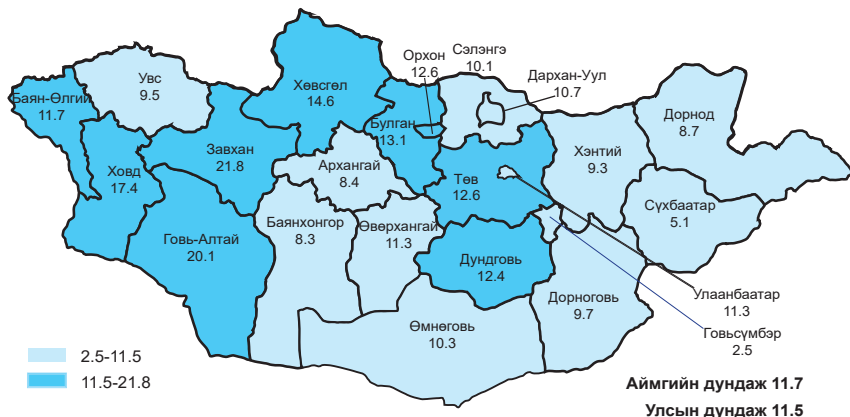 Орхон
12.6
Сэлэнгэ
10.1
Увс
9.5
Хөвсгөл
14.6
Дархан-Уул
10.7
Баян-Өлгий
11.7
Дорнод
8.7
Булган
13.1
Завхан
21.8
Хэнтий
9.3
Ховд
17.4
Архангай
8.4
Төв
12.6
Сүхбаатар
5.1
Баянхонгор
8.3
Өвөрхангай
11.3
Говь-Алтай
20.1
Дундговь
12.4
Улаанбаатар
11.3
Дорноговь
9.7
Өмнөговь
10.3
Говьсүмбэр
2.5
2.5-11.5
11.5-21.8
Аймгийн дундаж 11.7
Улсын дундаж 11.5